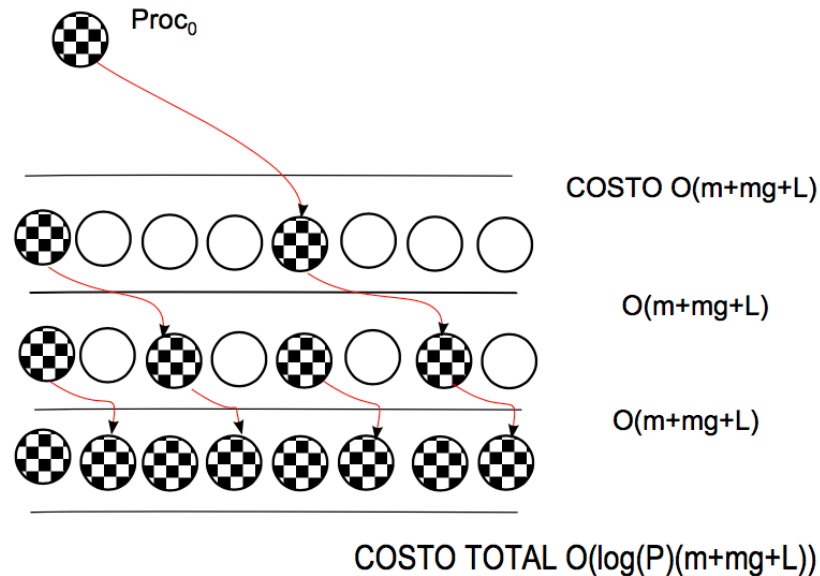 Proc₀
COSTO O(m+mg+L)
O(m+mg+L)
O(m+mg+L)
COSTO TOTAL O(log(P)(m+mg+L))